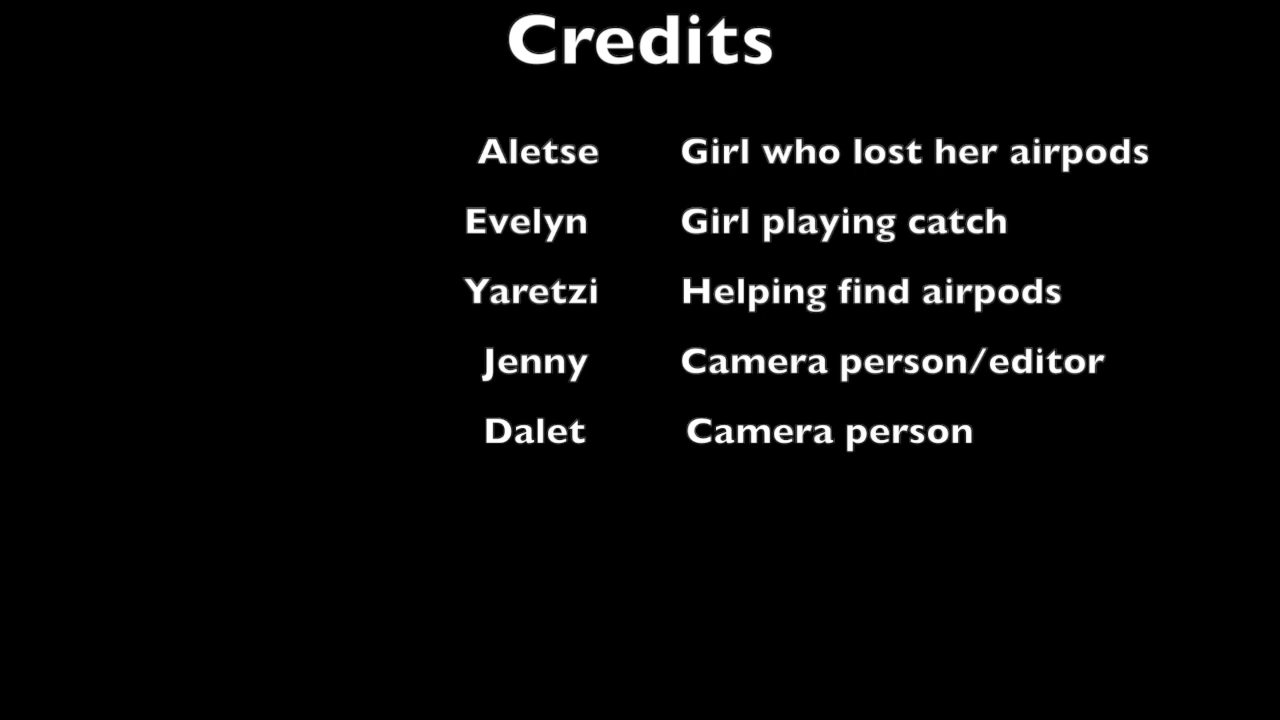 Credits
Aletse Girl who lost her airpods
Evelyn Girl playing catch
Yaretzi Helping find airpods
Jenny Camera person/editor
Dalet Camera person